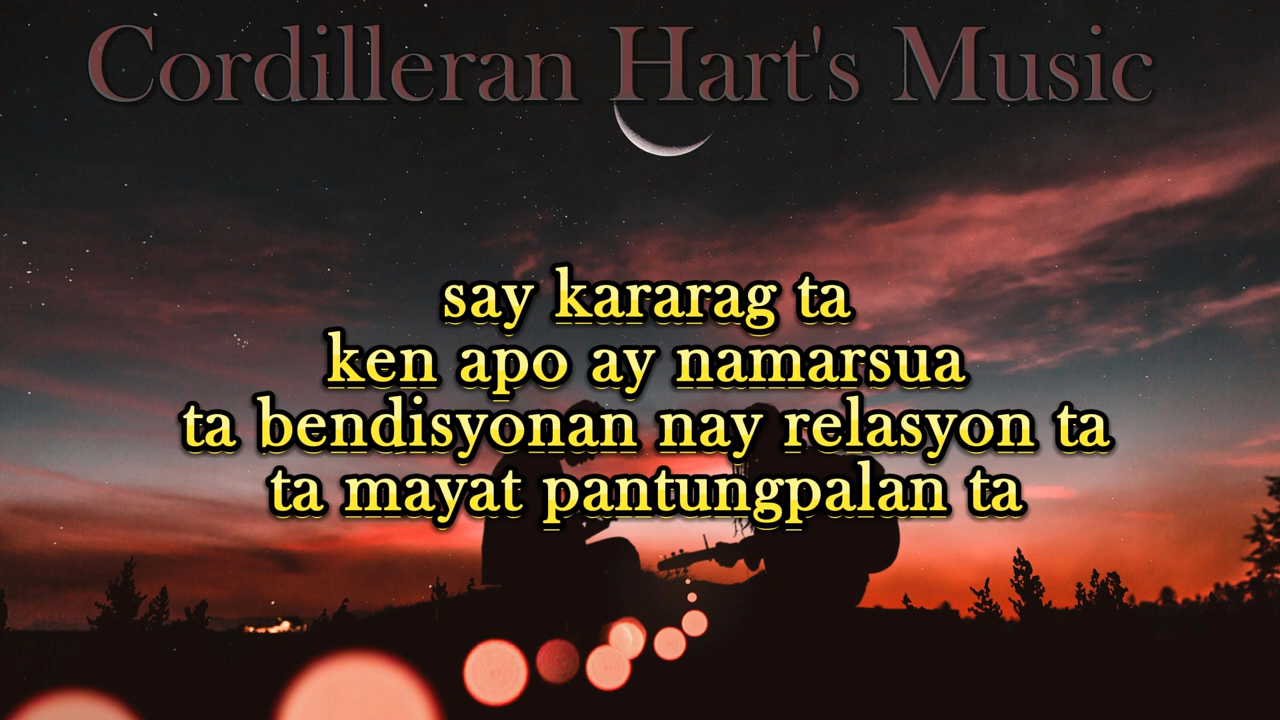 Cordilleran Hart's Music
say kararag ta
ken apo ay namarsua
ta bendisyonan nay relasyon ta
ta mayat pantungpalan ta